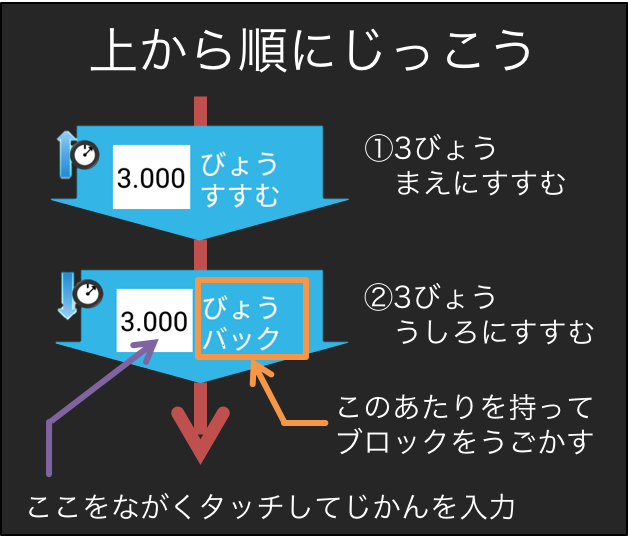 上から順にじっこう
3.000
びょう
すすむ
①3びょう
まえにすすむ
3.000
びょう
バック
②3びょう
うしろにすすむ
このあたりを持って
ブロックをうごかす
ここをながくタッチしてじかんを入力